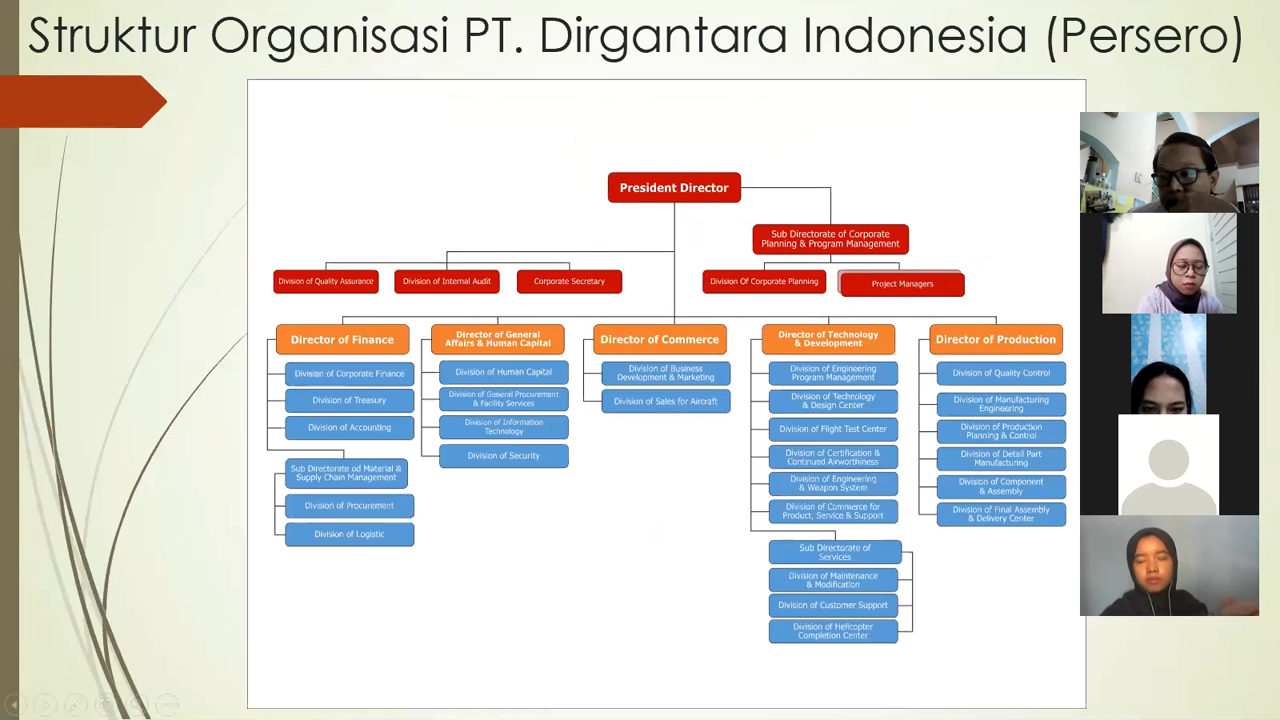 Struktur Organisasi PT. Dirgantara Indonesia (Persero)
President Director
Sub Directorate of Corporate
Planning & Program Management
Division of Quality Assurance
Division of Internal Audit
Corporate Secretary
Division Of Corporate Planning
Project Managers
Director of Finance
Division of Corporate Finance
Division of Treasury
Division of Accounting
Sub Directorate od Material &
Supply Chain Management
Division of Procurement
Division of Logistic
Director of General
Affairs & Human Capital
Division of Human Capital
Division of General Procurement
& Facility Services
Division of Information
Technology
Division of Security
Director of Commerce
Division of Business
Development & Marketing
Division of Sales for Aircraft
Director of Technology
& Development
Division of Engineering
Program Management
Division of Technology
& Design Center
Division of Flight Test Center
Division of Certification &
Continued Airworthiness
Division of Engineering
& Weapon System
Division of Commerce for
Product, Service & Support
Sub Directorate of
Services
Division of Maintenance
& Modification
Division of Customer Support
Division of Helicopter
Completion Center
Director of Production
Division of Quality Control
Division of Manufacturing
Engineering
Division of Production
Planning & Control
Division of Detail Part
Manufacturing
Division of Component
& Assembly
Division of Final Assembly
& Delivery Center